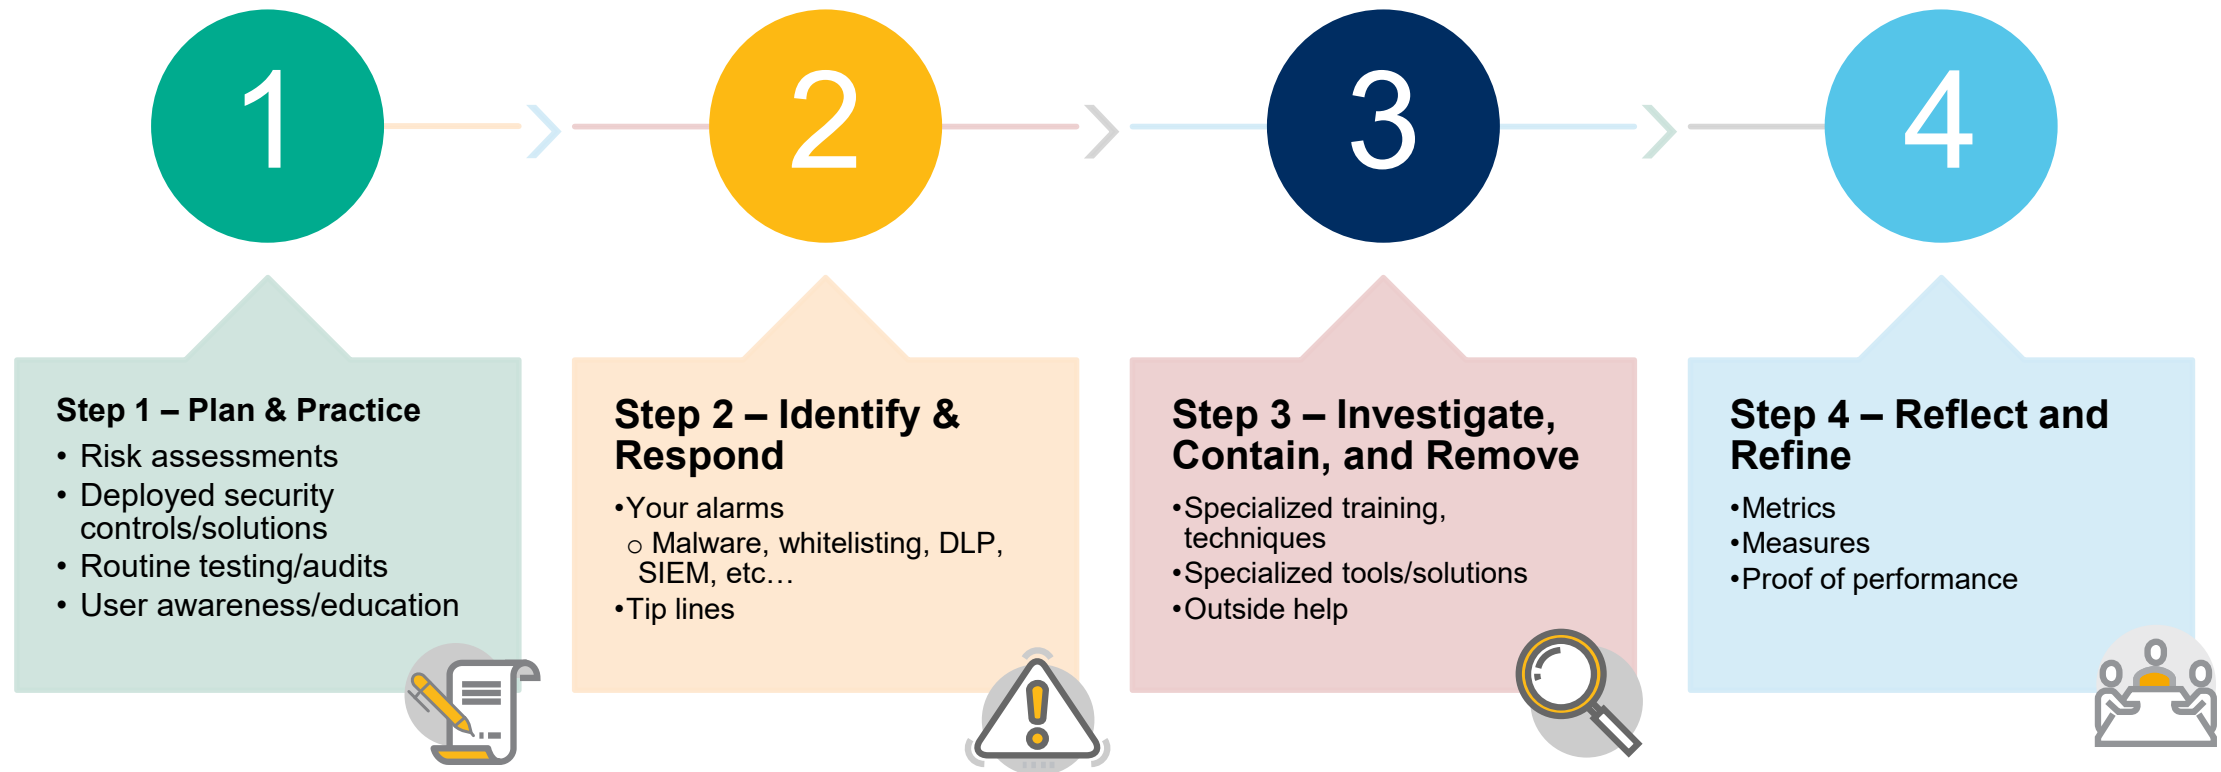 1
2
3
4
Step 1 – Plan & Practice
• Risk assessments
• Deployed security
controls/solutions
• Routine testing/audits
• User awareness/education
Step 2 – Identify &
Respond
•Your alarms
o Malware, whitelisting, DLP,
SIEM, etc…
•Tip lines
Step 3 – Investigate,
Contain, and Remove
•Specialized training,
techniques
•Specialized tools/solutions
•Outside help
Step 4 – Reflect and
Refine
•Metrics
•Measures
•Proof of performance